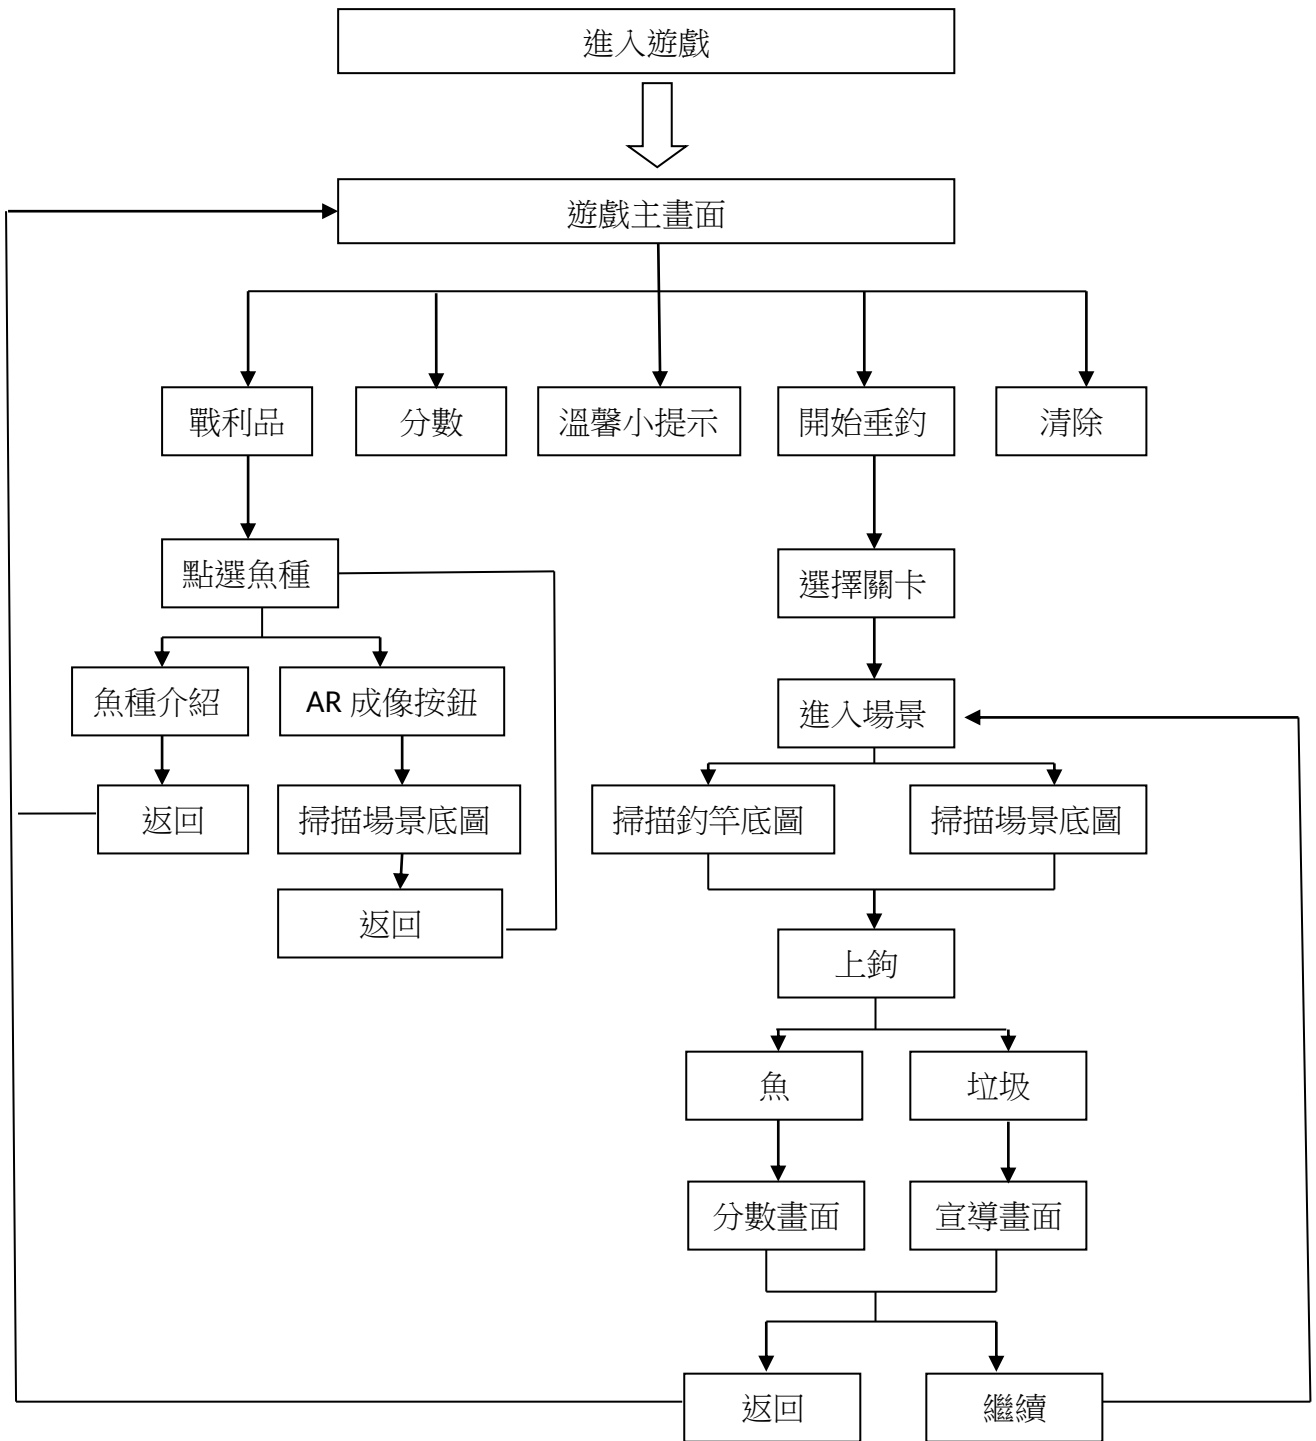 進入遊戲
遊戲主畫面
戰利品
分數
溫馨小提示
開始垂釣
清除
點選魚種
選擇關卡
魚種介紹
AR 成像按鈕
進入場景
返回
掃描場景底圖
掃描釣竿底圖
掃描場景底圖
返回
上鉤
魚
垃圾
分數畫面
宣導畫面
返回
繼續